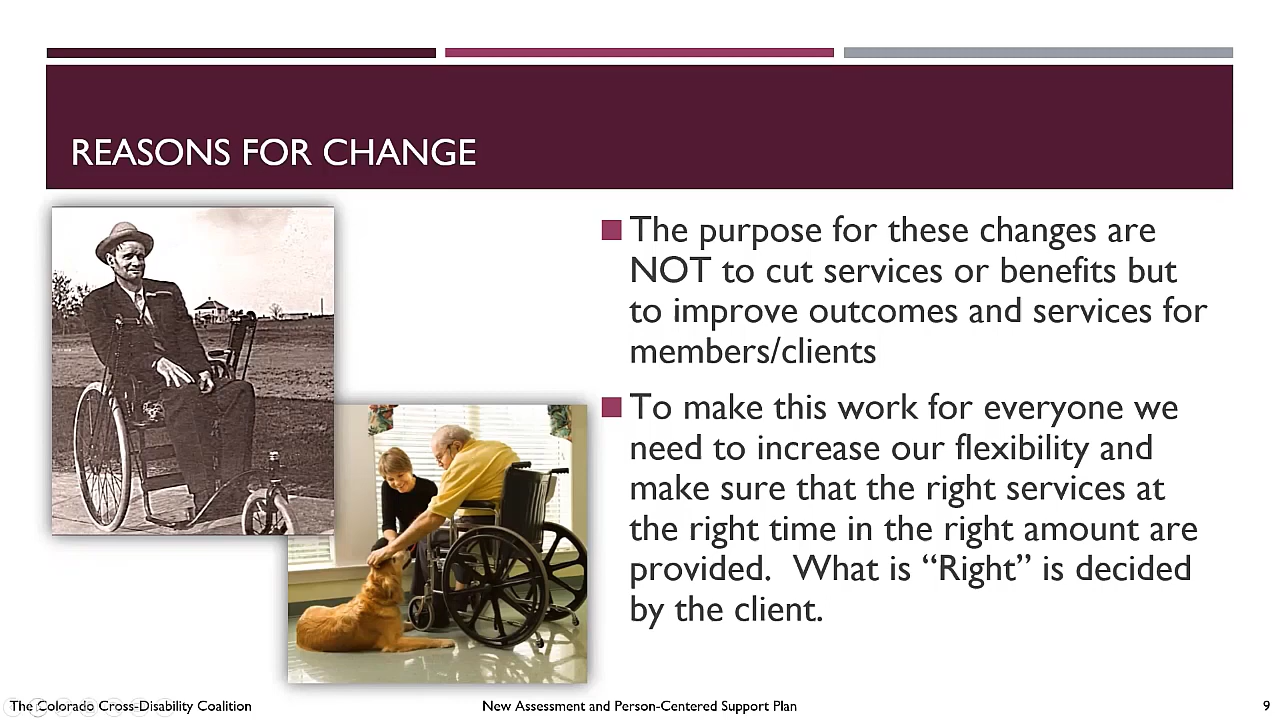 REASONS FOR CHANGE
The purpose for these changes are
NOT to cut services or benefits but
to improve outcomes and services for
members/clients
To make this work for everyone we
need to increase our flexibility and
make sure that the right services at
the right time in the right amount are
provided.  What is “Right” is decided
by the client.
The Colorado Cross-Disability Coalition
New Assessment and Person-Centered Support Plan
9